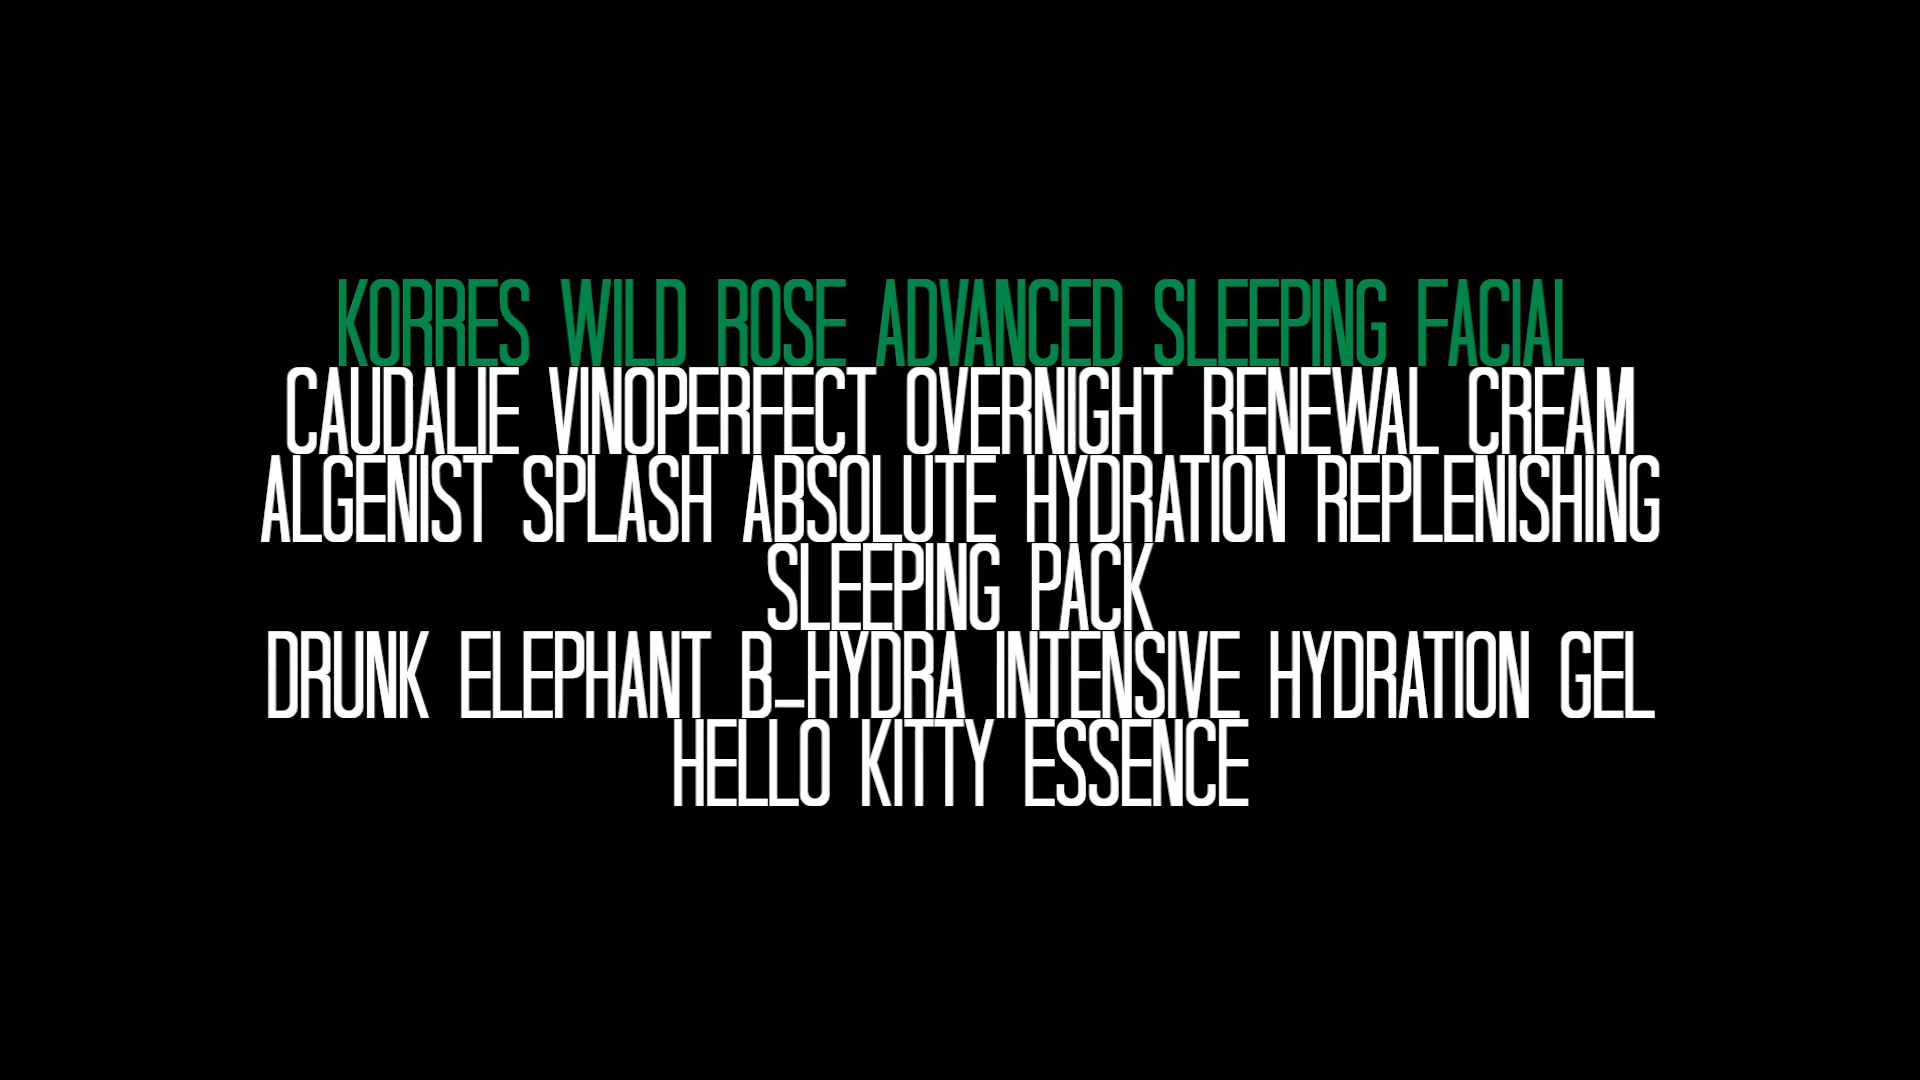 KORRES WILD ROSE ADVANCED SLEEPING FACIAL
CAUDALIE VINOPERFECT OVERNIGHT RENEWAL CREAM
ALGENIST SPLASH ABSOLUTE HYDRATION REPLENISHING
SLEEPING PACK
DRUNK ELEPHANT B-HYDRA INTENSIVE HYDRATION GEL
HELLO KITTY ESSENCE